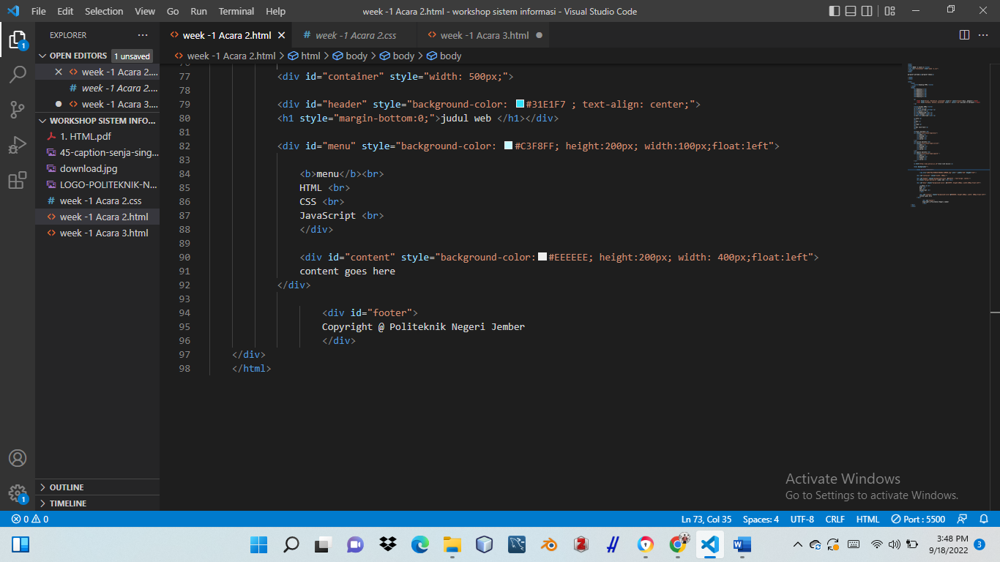 File Edit Selection View Go Run Terminal Help week -1 Acara 2.html - workshop sistem informasi - Visual Studio Code
EXPLORER ... week -1 Acara 2.html week -1 Acara 2.css week -1 Acara 3.html
week -1 Acara 2.html > html > body > body > body
OPEN EDITORS 1 unsaved
week -1 Acara 2....
week -1 Acara 2....
week -1 Acara 3....
WORKSHOP SISTEM INFO...
1. HTML.pdf
45-caption-senja-sing...
download.jpg
LOGO-POLITEKNIK-N...
week -1 Acara 2.css
week -1 Acara 2.html
week -1 Acara 3.html
OUTLINE
TIMELINE
1
1
76
77 <div id="container" style="width: 500px;">
78
79 <div id="header" style="background-color: #31E1F7 ; text-align: center;">
80 <h1 style="margin-bottom:0;">judul web </h1></div>
81
82 <div id="menu" style="background-color: #C3F8FF; height:200px; width:100px;float:left">
83
84 <b>menu</b><br>
85 HTML <br>
86 CSS <br>
87 JavaScript <br>
88 </div>
89
90 <div id="content" style="background-color:#EEEEEE; height:200px; width: 400px;float:left">
91 content goes here
92 </div>
93
94 <div id="footer">
95 Copyright @ Politeknik Negeri Jember
96 </div>
97 </div>
98 </html>
Activate Windows
Go to Settings to activate Windows.
0 0 Ln 73, Col 35 Spaces: 4 UTF-8 CRLF HTML Port : 5500
3:48 PM
9/18/2022
3